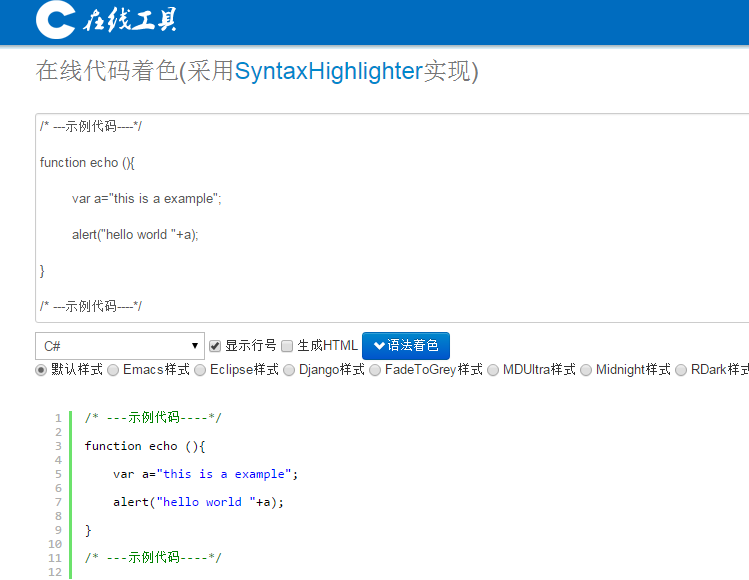 在线工具
在线代码着色(采用SyntaxHighlighter实现)
/* ---示例代码----*/
function echo (){
var a="this is a example";
alert("hello world "+a);
}
/* ---示例代码----*/
C# 显示行号 生成HTML 语法着色
默认样式 Emacs样式 Eclipse样式 Django样式 FadeToGrey样式 MDUltra样式 Midnight样式 RDark样式
1 /* ---示例代码----*/
2
3 function echo (){
4
5 var a="this is a example";
6
7 alert("hello world "+a);
8
9 }
10
11 /* ---示例代码----*/
12